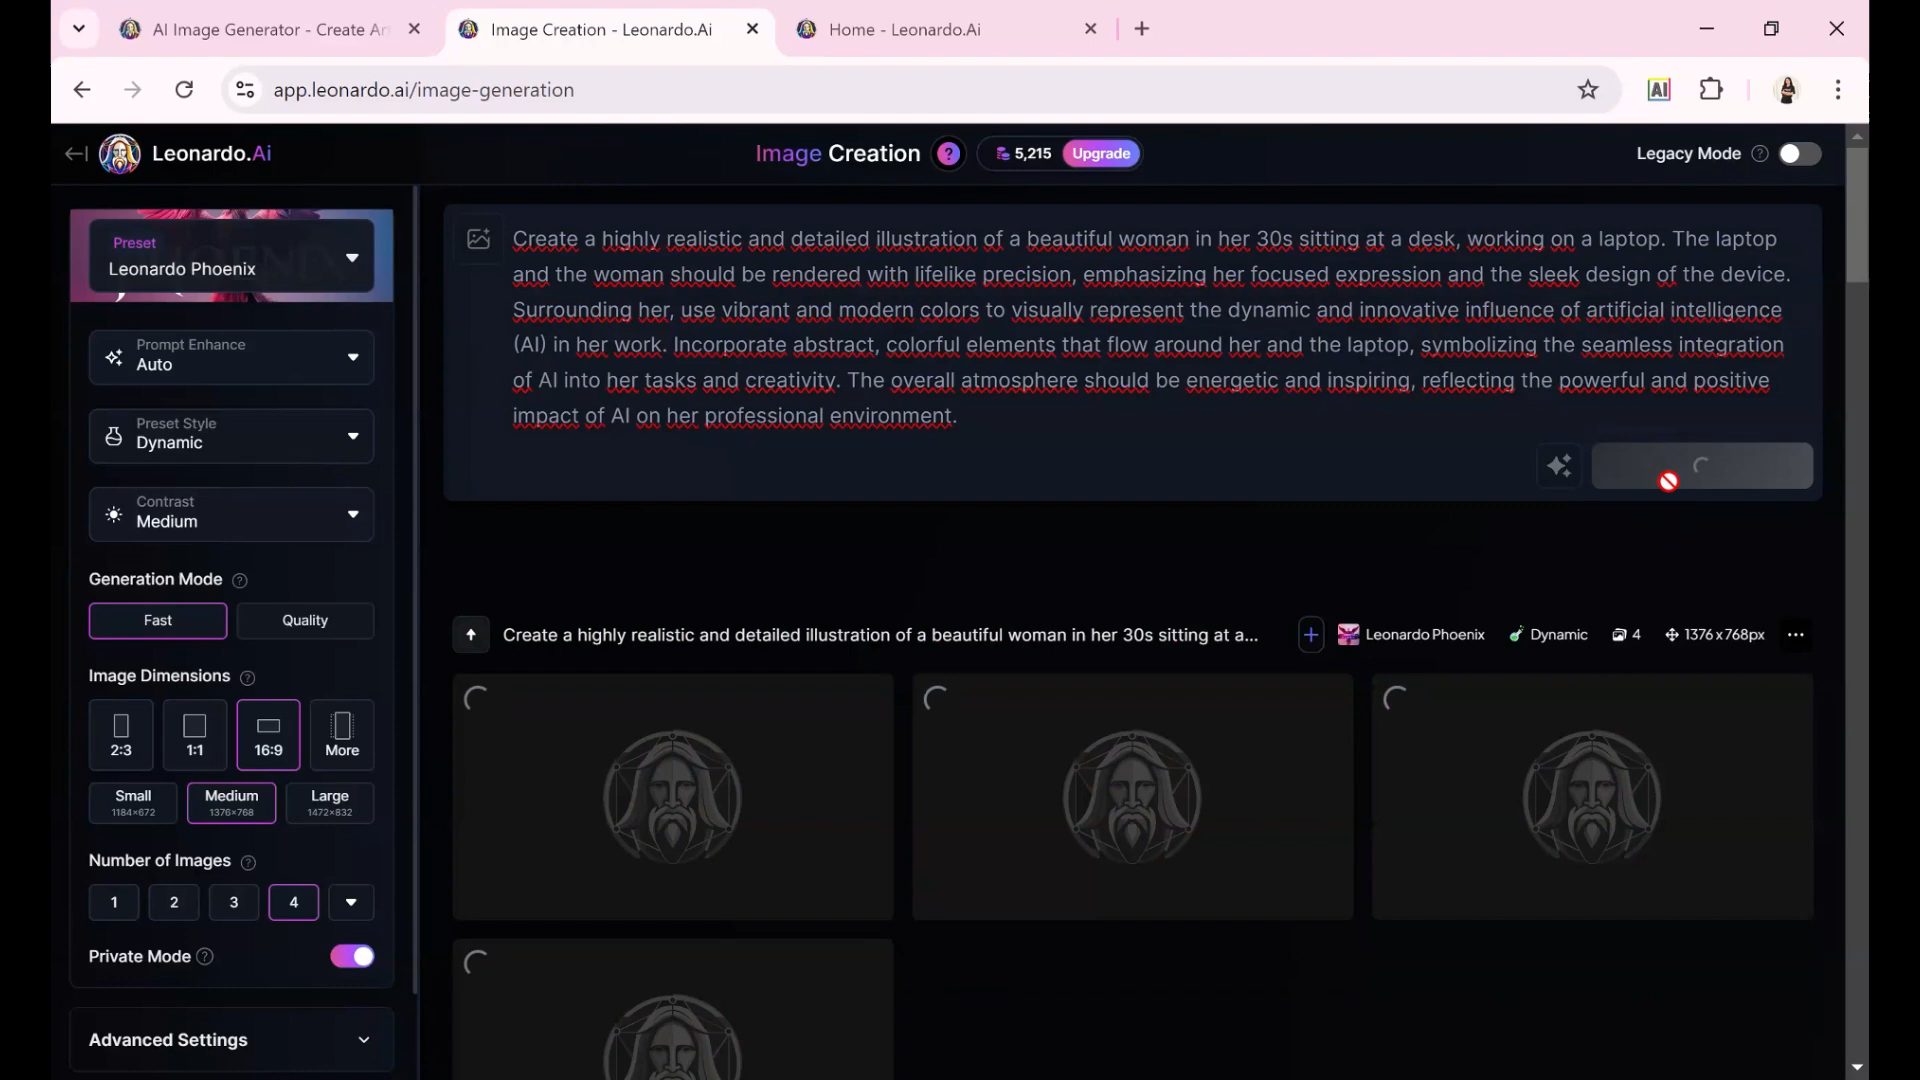 AI Image Generator - Create Ar
Image Creation - Leonardo.Ai
Home - Leonardo.Ai
app.leonardo.ai/image-generation
AI
Leonardo.Ai
Image Creation
?
5,215
Upgrade
Legacy Mode
?
Preset
Leonardo Phoenix
Prompt Enhance
Auto
Preset Style
Dynamic
Contrast
Medium
Generation Mode ?
Fast
Quality
Image Dimensions ?
2:3
1:1
16:9
More
Small
1184×672
Medium
1376×768
Large
1472×832
Number of Images ?
1
2
3
4
Private Mode ?
Advanced Settings
Create a highly realistic and detailed illustration of a beautiful woman in her 30s sitting at a desk, working on a laptop. The laptop
and the woman should be rendered with lifelike precision, emphasizing her focused expression and the sleek design of the device.
Surrounding her, use vibrant and modern colors to visually represent the dynamic and innovative influence of artificial intelligence
(AI) in her work. Incorporate abstract, colorful elements that flow around her and the laptop, symbolizing the seamless integration
of AI into her tasks and creativity. The overall atmosphere should be energetic and inspiring, reflecting the powerful and positive
impact of AI on her professional environment.
Create a highly realistic and detailed illustration of a beautiful woman in her 30s sitting at a...
Leonardo Phoenix
Dynamic
4
1376x768px